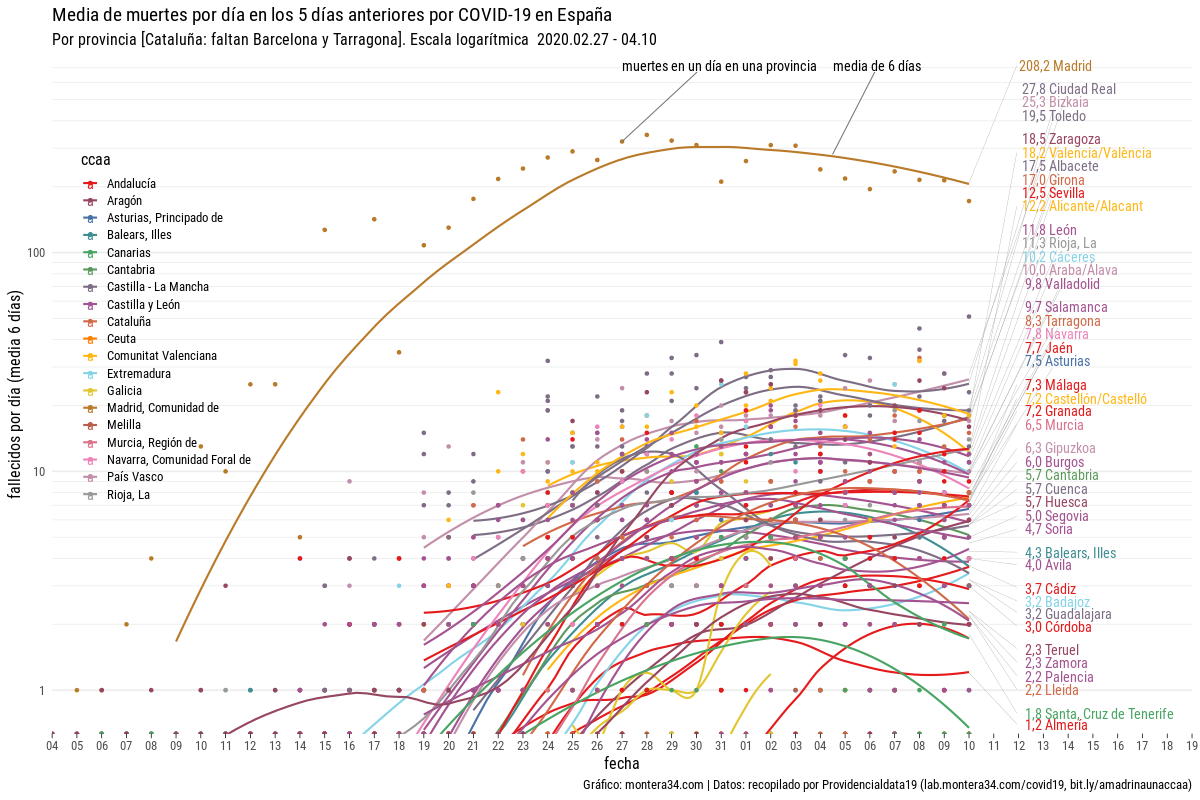 Media de muertes por día en los 5 días anteriores por COVID-19 en España
Por provincia [Cataluña: faltan Barcelona y Tarragona]. Escala logarítmica  2020.02.27 - 04.10
muertes en un día en una provincia
media de 6 días
ccaa
Andalucía
Aragón
Asturias, Principado de
Balears, Illes
Canarias
Cantabria
Castilla - La Mancha
Castilla y León
Cataluña
Ceuta
Comunitat Valenciana
Extremadura
Galicia
Madrid, Comunidad de
Melilla
Murcia, Región de
Navarra, Comunidad Foral de
País Vasco
Rioja, La
208,2 Madrid
27,8 Ciudad Real
25,3 Bizkaia
19,5 Toledo
18,5 Zaragoza
18,2 Valencia/València
17,5 Albacete
17,0 Girona
12,5 Sevilla
12,2 Alicante/Alacant
11,8 León
11,3 Rioja, La
10,2 Cáceres
10,0 Araba/Álava
9,8 Valladolid
9,7 Salamanca
8,3 Tarragona
7,8 Navarra
7,7 Jaén
7,5 Asturias
7,3 Málaga
7,2 Castellón/Castelló
7,2 Granada
6,5 Murcia
6,3 Gipuzkoa
6,0 Burgos
5,7 Cantabria
5,7 Cuenca
5,7 Huesca
5,0 Segovia
4,7 Soria
4,3 Balears, Illes
4,0 Ávila
3,7 Cádiz
3,2 Badajoz
3,2 Guadalajara
3,0 Córdoba
2,3 Teruel
2,3 Zamora
2,2 Palencia
2,2 Lleida
1,8 Santa Cruz de Tenerife
1,2 Almería
fallecidos por día (media 6 días)
100
10
1
04 05 06 07 08 09 10 11 12 13 14 15 16 17 18 19 20 21 22 23 24 25 26 27 28 29 30 31 01 02 03 04 05 06 07 08 09 10 11 12 13 14 15 16 17 18 19
fecha
Gráfico: montera34.com | Datos: recopilado por Providencialdata19 (lab.montera34.com/covid19, bit.ly/amadrinaunaccaa)